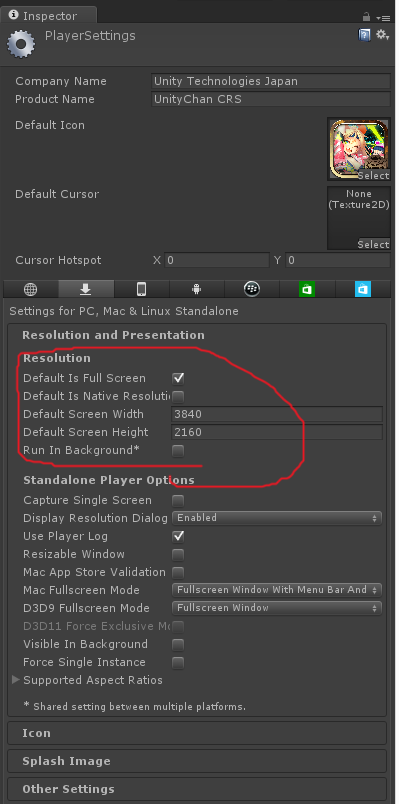 Inspector
PlayerSettings
Company Name Unity Technologies Japan
Product Name UnityChan CRS
Default Icon
Select
Default Cursor
None
(Texture2D)
Select
Cursor Hotspot X 0 Y 0
Settings for PC, Mac & Linux Standalone
Resolution and Presentation
Resolution
Default Is Full Screen
Default Is Native Resolutio
Default Screen Width 3840
Default Screen Height 2160
Run In Background*
Standalone Player Options
Capture Single Screen
Display Resolution Dialog Enabled
Use Player Log
Resizable Window
Mac App Store Validation
Mac Fullscreen Mode Fullscreen Window With Menu Bar And
D3D9 Fullscreen Mode Fullscreen Window
D3D11 Force Exclusive Mo
Visible In Background
Force Single Instance
Supported Aspect Ratios
* Shared setting between multiple platforms.
Icon
Splash Image
Other Settings